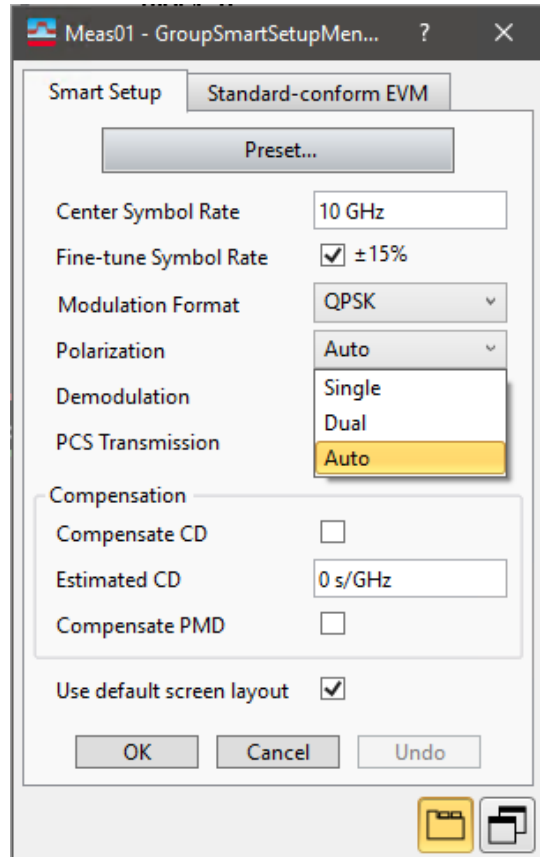 Meas01 - GroupSmartSetupMen... ? ×
Smart Setup Standard-conform EVM
Preset...
Center Symbol Rate 10 GHz
Fine-tune Symbol Rate ±15%
Modulation Format QPSK
Polarization Auto
Demodulation Single
Dual
PCS Transmission
Auto
Compensation
Compensate CD
Estimated CD 0 s/GHz
Compensate PMD
Use default screen layout
OK Cancel Undo